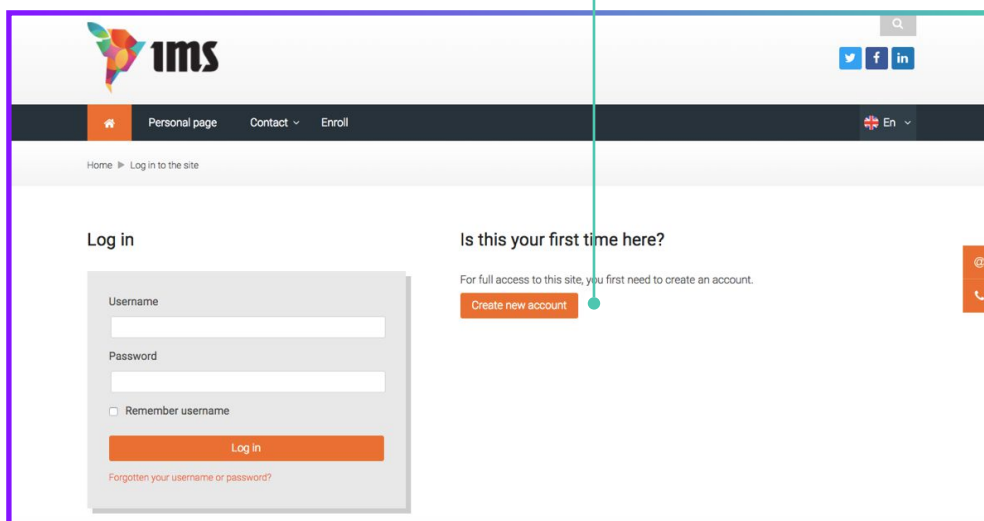 1ms
Personal page Contact Enroll En
Home Log in to the site
Log in
Username
Password
Remember username
Log in
Forgotten your username or password?
Is this your first time here?
For full access to this site, you first need to create an account.
Create new account
@